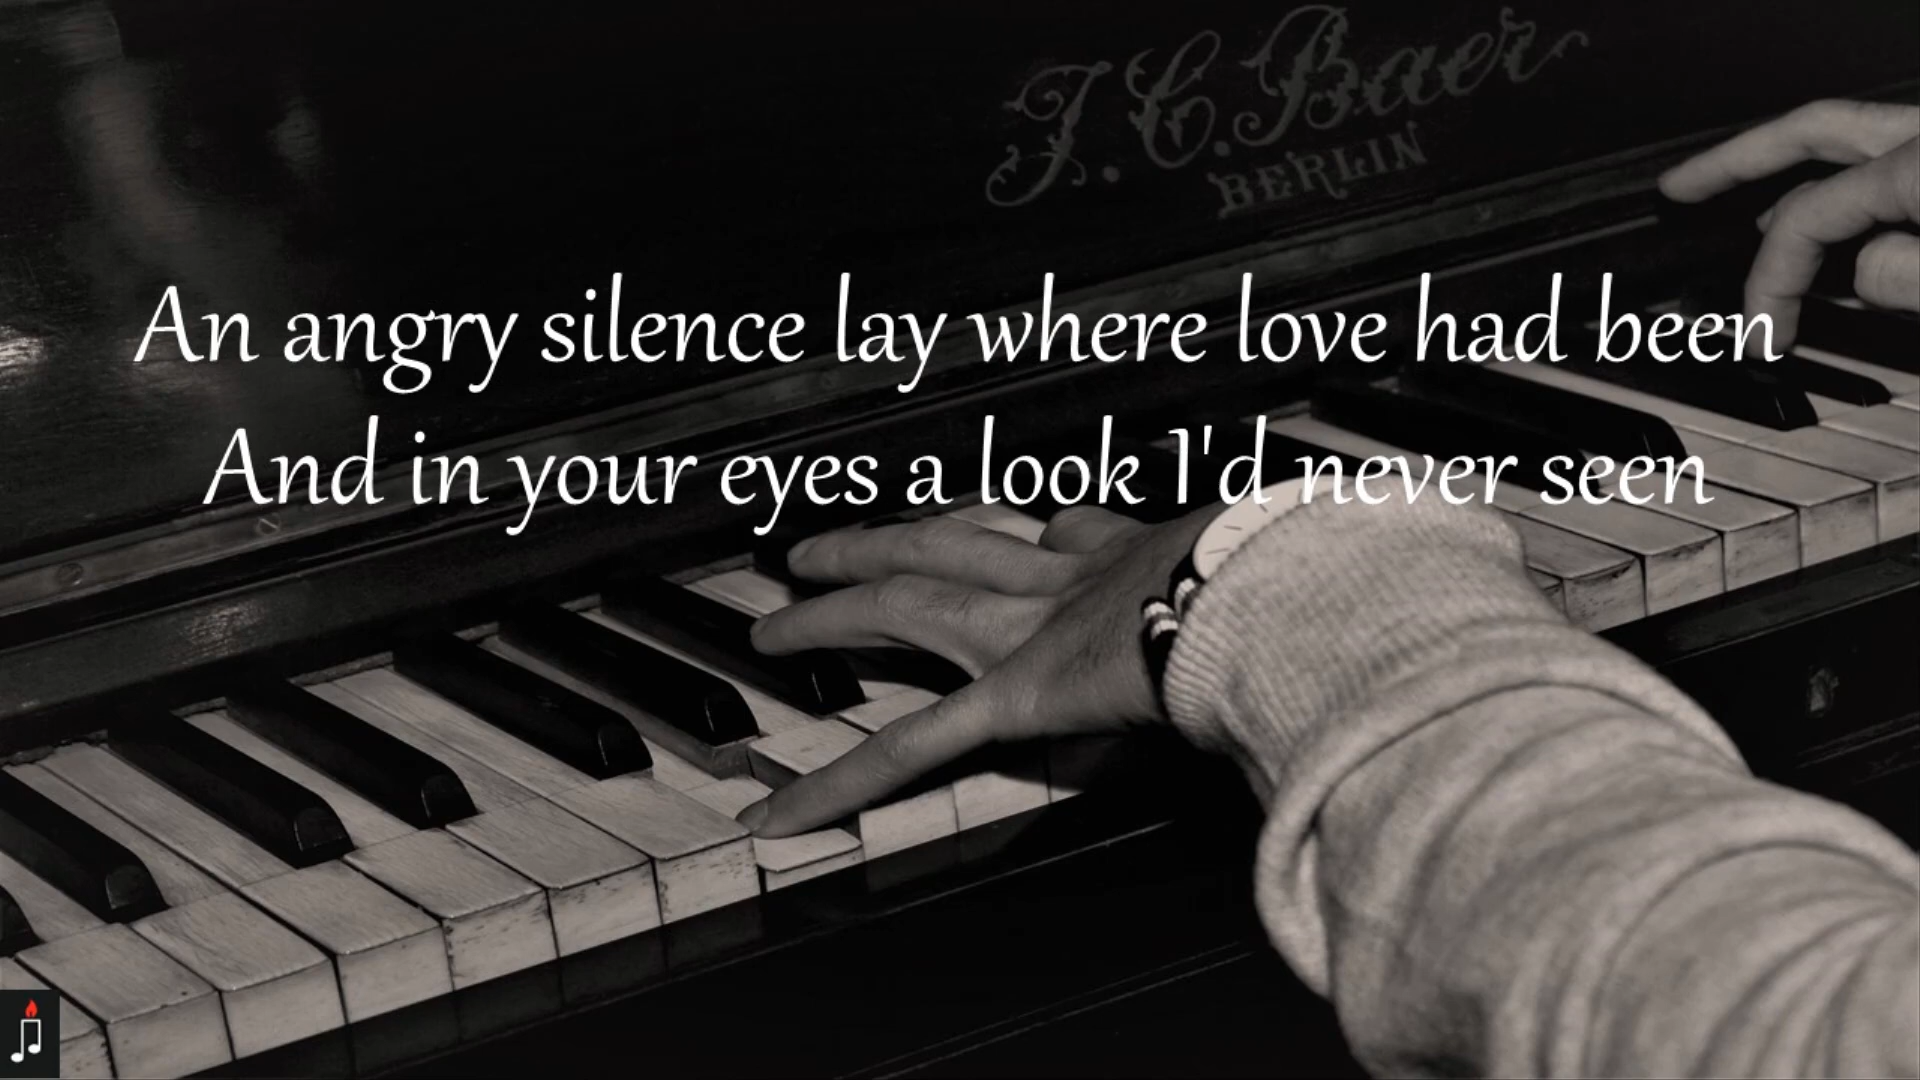 J. C. Baer
BERLIN
An angry silence lay where love had been
And in your eyes a look I'd never seen